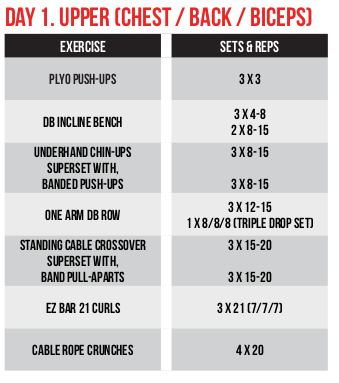 DAY 1. UPPER (CHEST / BACK / BICEPS)
EXERCISE SETS & REPS
PLYO PUSH-UPS 3 X 3
DB INCLINE BENCH 3 X 4-8
2 X 8-15
UNDERHAND CHIN-UPS 3 X 8-15
SUPERSET WITH,
BANDED PUSH-UPS 3 X 8-15
ONE ARM DB ROW 3 X 12-15
1 X 8/8/8 (TRIPLE DROP SET)
STANDING CABLE CROSSOVER 3 X 15-20
SUPERSET WITH,
BAND PULL-APARTS 3 X 15-20
EZ BAR 21 CURLS 3 X 21 (7/7/7)
CABLE ROPE CRUNCHES 4 X 20